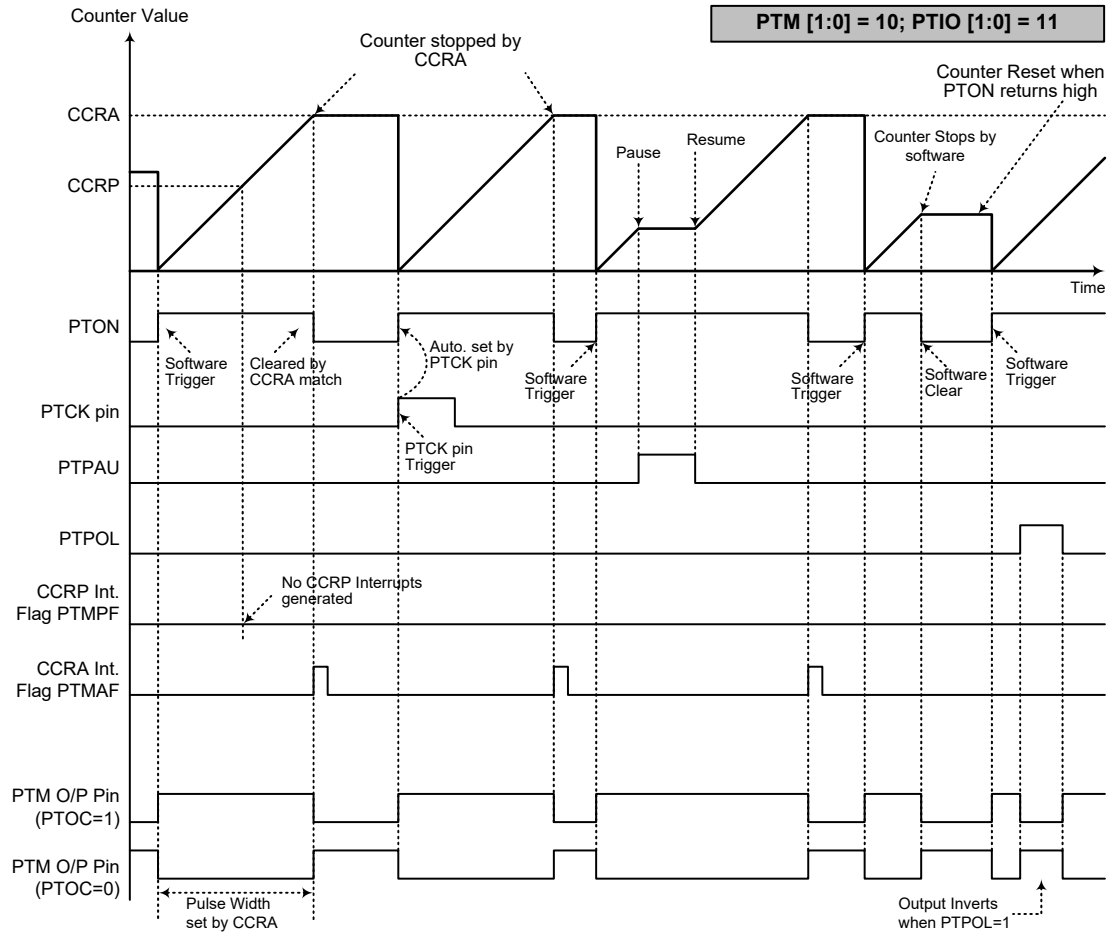 Counter Value
PTM [1:0] = 10; PTIO [1:0] = 11
Counter stopped by
CCRA
Counter Reset when
PTON returns high
CCRA
Pause
Resume
Counter Stops by
software
CCRP
Time
PTON
Software
Trigger
Cleared by
CCRA match
Auto. set by
PTCK pin
Software
Trigger
Software
Trigger
Software
Clear
Software
Trigger
PTCK pin
PTCK pin
Trigger
PTPAU
PTPOL
CCRP Int.
Flag PTMPF
No CCRP Interrupts
generated
CCRA Int.
Flag PTMAF
PTM O/P Pin
(PTOC=1)
PTM O/P Pin
(PTOC=0)
Pulse Width
set by CCRA
Output Inverts
when PTPOL=1